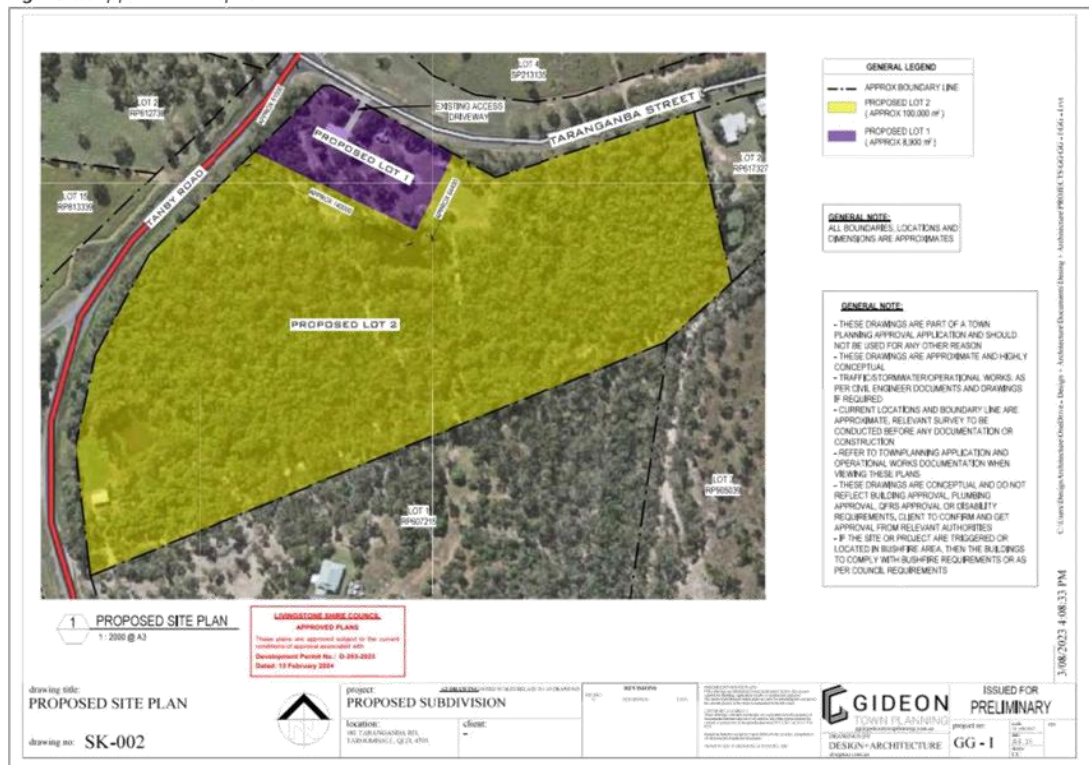 LOT 4
SP213135
LOT 2
RP612738
EXISTING ACCESS
DRIVEWAY
TARANGANBA STREET
PROPOSED LOT 1
LOT 2
RP617327
LOT 15
RP813339
TANBY ROAD
PROPOSED LOT 2
LOT 1
RP607215
LOT 3
RP905039
GENERAL LEGEND
APPROX BOUNDARY LINE
PROPOSED LOT 2
( APPROX 100,000 m² )
PROPOSED LOT 1
( APPROX 8,900 m² )
GENERAL NOTE:
ALL BOUNDARIES, LOCATIONS AND
DIMENSIONS ARE APPROXIMATES
GENERAL NOTE:
- THESE DRAWINGS ARE PART OF A TOWN
PLANNING APPROVAL APPLICATION AND SHOULD
NOT BE USED FOR ANY OTHER REASON
- THESE DRAWINGS ARE APPROXIMATE AND HIGHLY
CONCEPTUAL
- TRAFFIC/STORMWATER/OPERATIONAL WORKS: AS
PER CIVIL ENGINEER DOCUMENTS AND DRAWINGS
IF REQUIRED
- CURRENT LOCATIONS AND BOUNDARY LINE ARE
APPROXIMATE, RELEVANT SURVEY TO BE
CONDUCTED BEFORE ANY DOCUMENTATION OR
CONSTRUCTION
- REFER TO TOWNPLANNING APPLICATION AND
OPERATIONAL WORKS DOCUMENTATION WHEN
VIEWING THESE PLANS
- THESE DRAWINGS ARE CONCEPTUAL AND DO NOT
REFLECT BUILDING APPROVAL, PLUMBING
APPROVAL, QFRS APPROVAL OR DISABILITY
REQUIREMENTS, CLIENT TO CONFIRM AND GET
APPROVAL FROM RELEVANT AUTHORITIES
- IF THE SITE OR PROJECT ARE TRIGGERED OR
LOCATED IN BUSHFIRE AREA, THEN THE BUILDINGS
TO COMPLY WITH BUSHFIRE REQUIREMENTS OR AS
PER COUNCIL REQUIREMENTS
3/08/2023 4:08:33 PM
1 PROPOSED SITE PLAN
1 : 2000 @ A3
LIVINGSTONE SHIRE COUNCIL
APPROVED PLANS
These plans are approved subject to the current
conditions of approval associated with
Development Permit No.: D-263-2023
Dated: 13 February 2024
drawing title:
PROPOSED SITE PLAN
drawing no: SK-002
project:
PROPOSED SUBDIVISION
location:
client:
-
REVISIONS
GIDEON
TOWN PLANNING
DESIGN+ARCHITECTURE
ISSUED FOR
PRELIMINARY
project no:
GG - 1